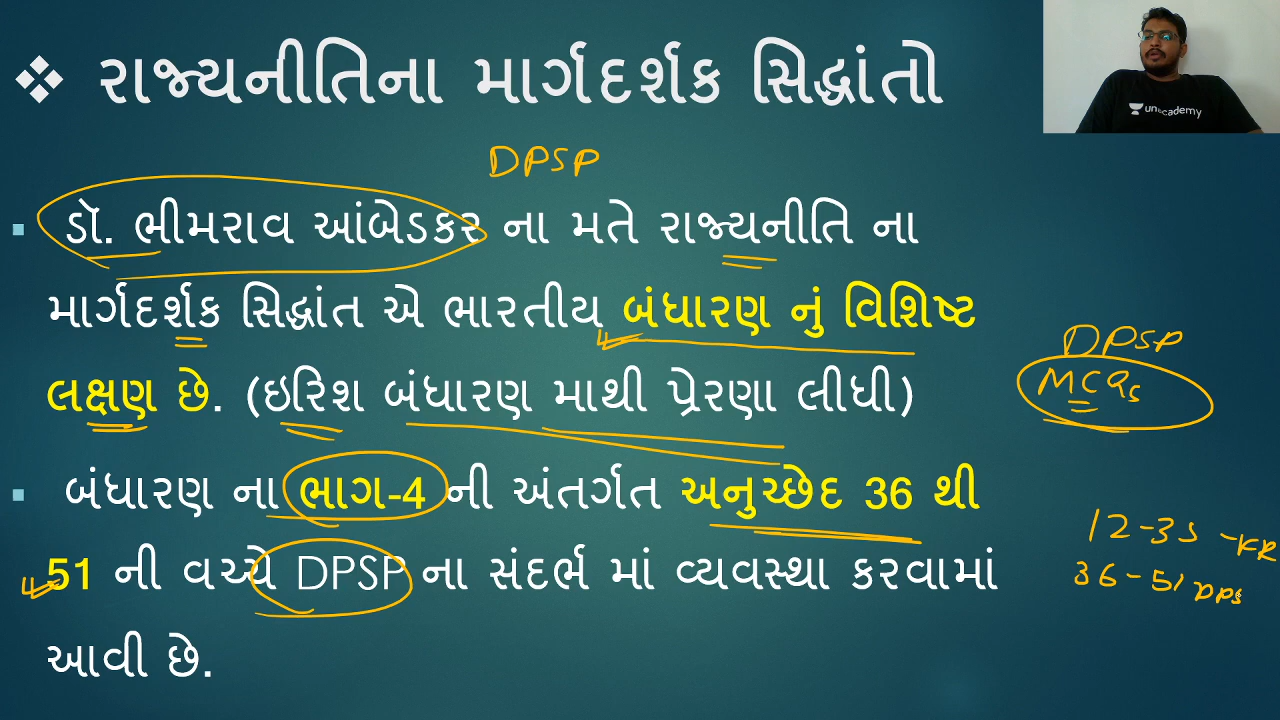 ❖ રાજ્યનીતિના માર્ગદર્શક સિદ્ધાંતો
unacademy
DPSP
▪ ડૉ. ભીમરાવ આંબેડકર ના મતે રાજ્યનીતિ ના
માર્ગદર્શક સિદ્ધાંત એ ભારતીય બંધારણ નું વિશિષ્ટ
DPSP
લક્ષણ છે. (ઇરિશ બંધારણ માથી પ્રેરણા લીધી)
MCQs
▪ બંધારણ ના ભાગ-4 ની અંતર્ગત અનુચ્છેદ 36 થી
12-35 -FR
51 ની વચ્ચે DPSP ના સંદર્ભ માં વ્યવસ્થા કરવામાં
36-51 DPS
આવી છે.